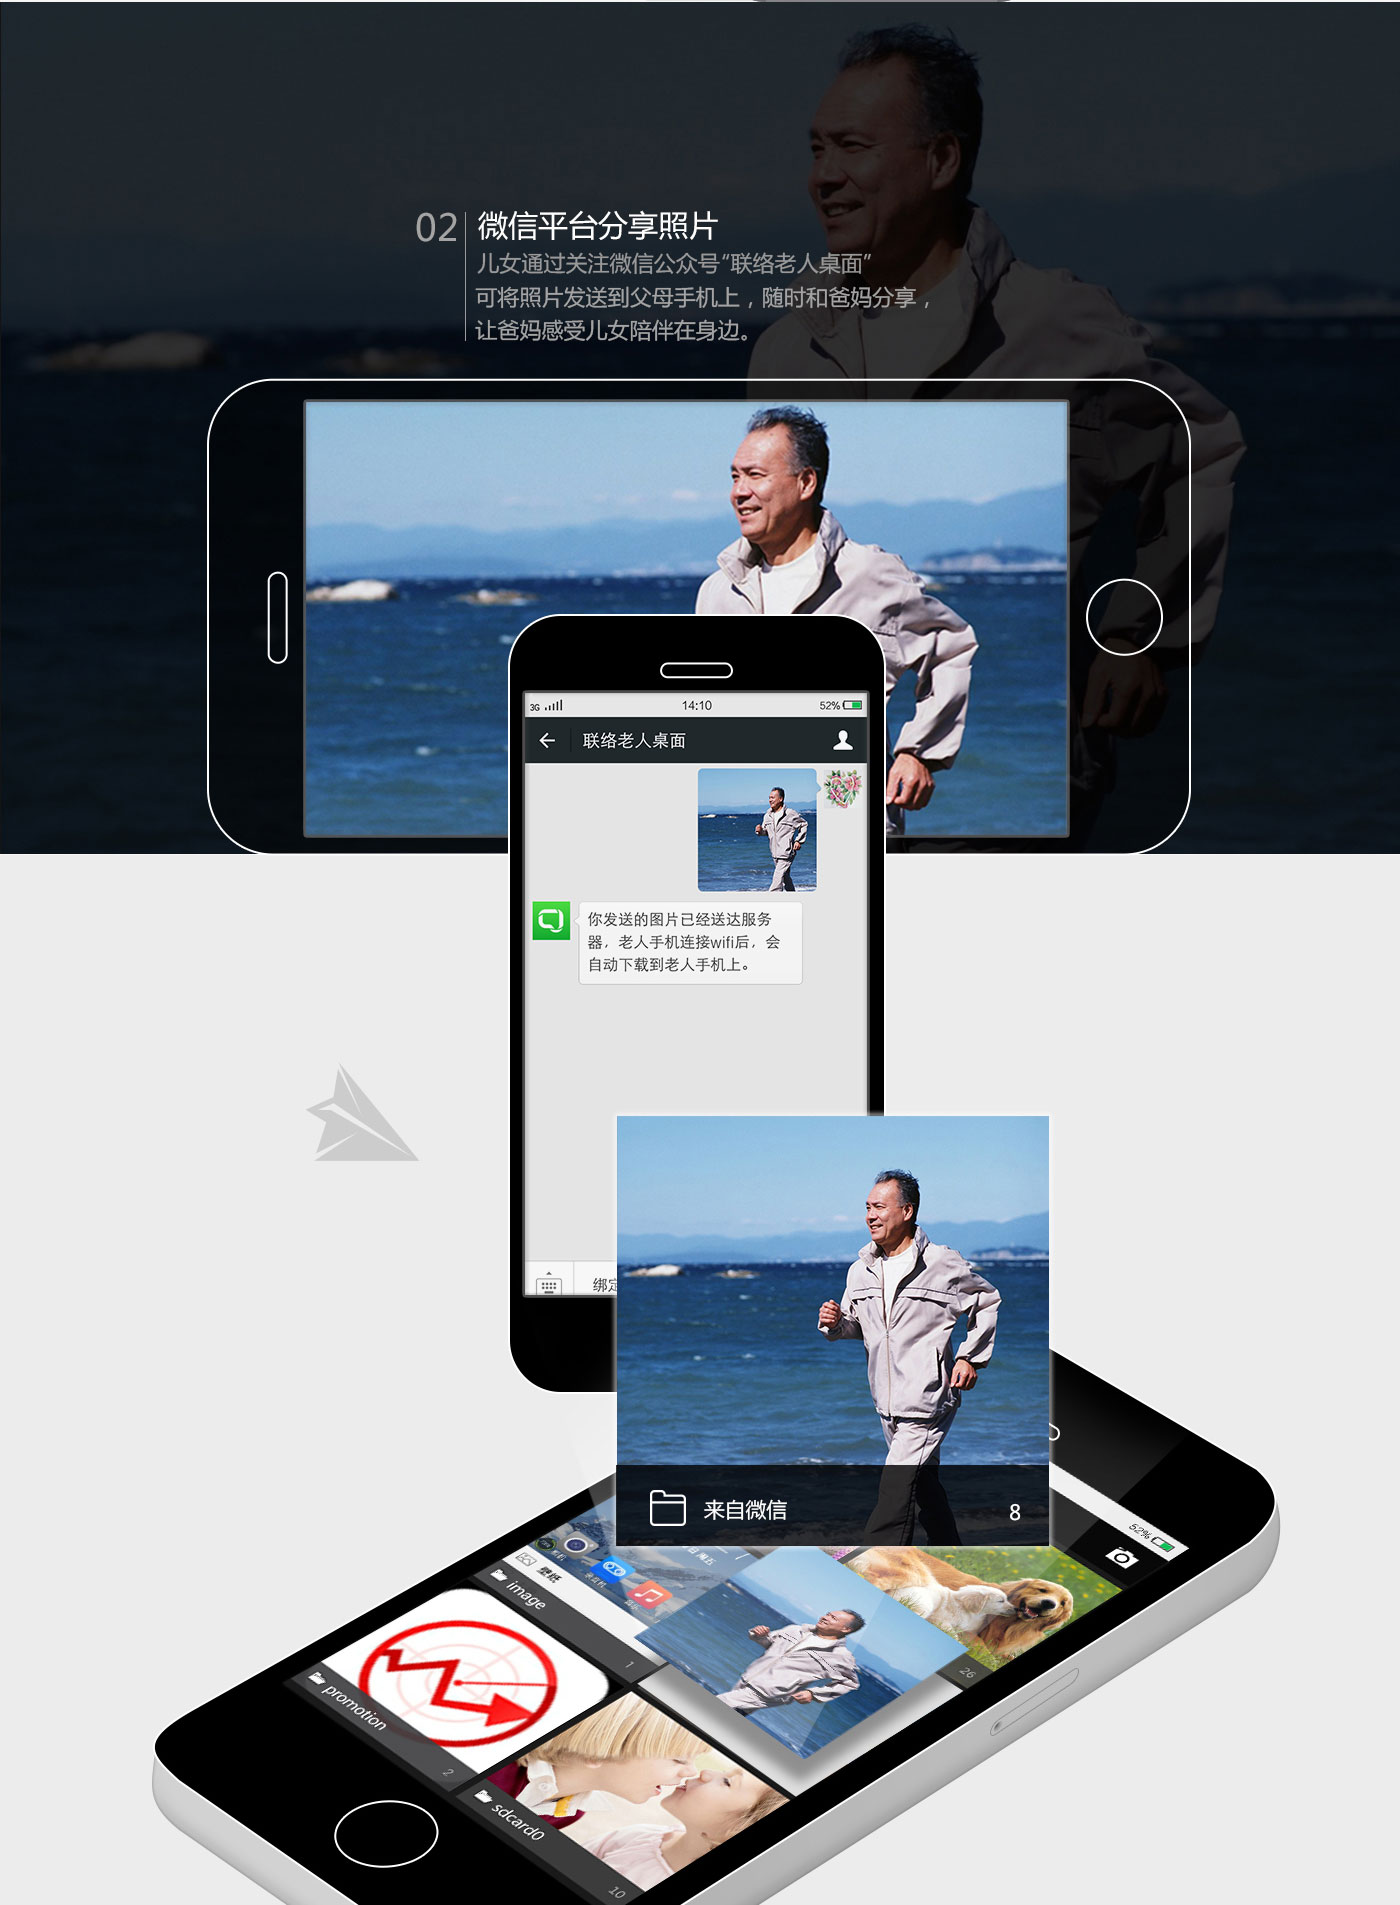 02
微信平台分享照片
儿女通过关注微信公众号“联络老人桌面”
可将照片发送到父母手机上，随时和爸妈分享，
让爸妈感受儿女陪伴在身边。
3G
14:10
52%
联络老人桌面
你发送的图片已经送达服务
器，老人手机连接wifi后，会
自动下载到老人手机上。
绑定
来自微信
8
52%
壁纸
image
1
26
promotion
2
sdcard0
10